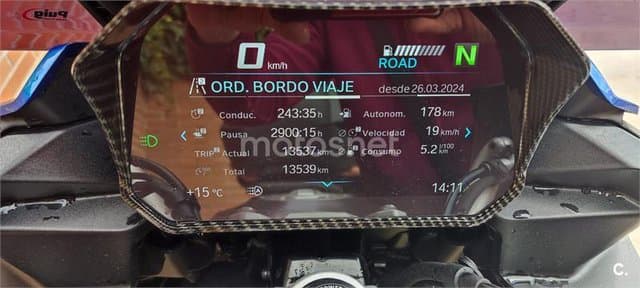 Puig
0 km/h
ROAD
N
ORD. BORDO VIAJE
desde 26.03.2024
Conduc. 243:35 h
Autonom. 178 km
Pausa 2900:15 h
Velocidad 19 km/h
TRIP Actual 13537 km
Consumo 5.2 l/100 km
Total 13539 km
+15 °C
14:11
motosnet
C.